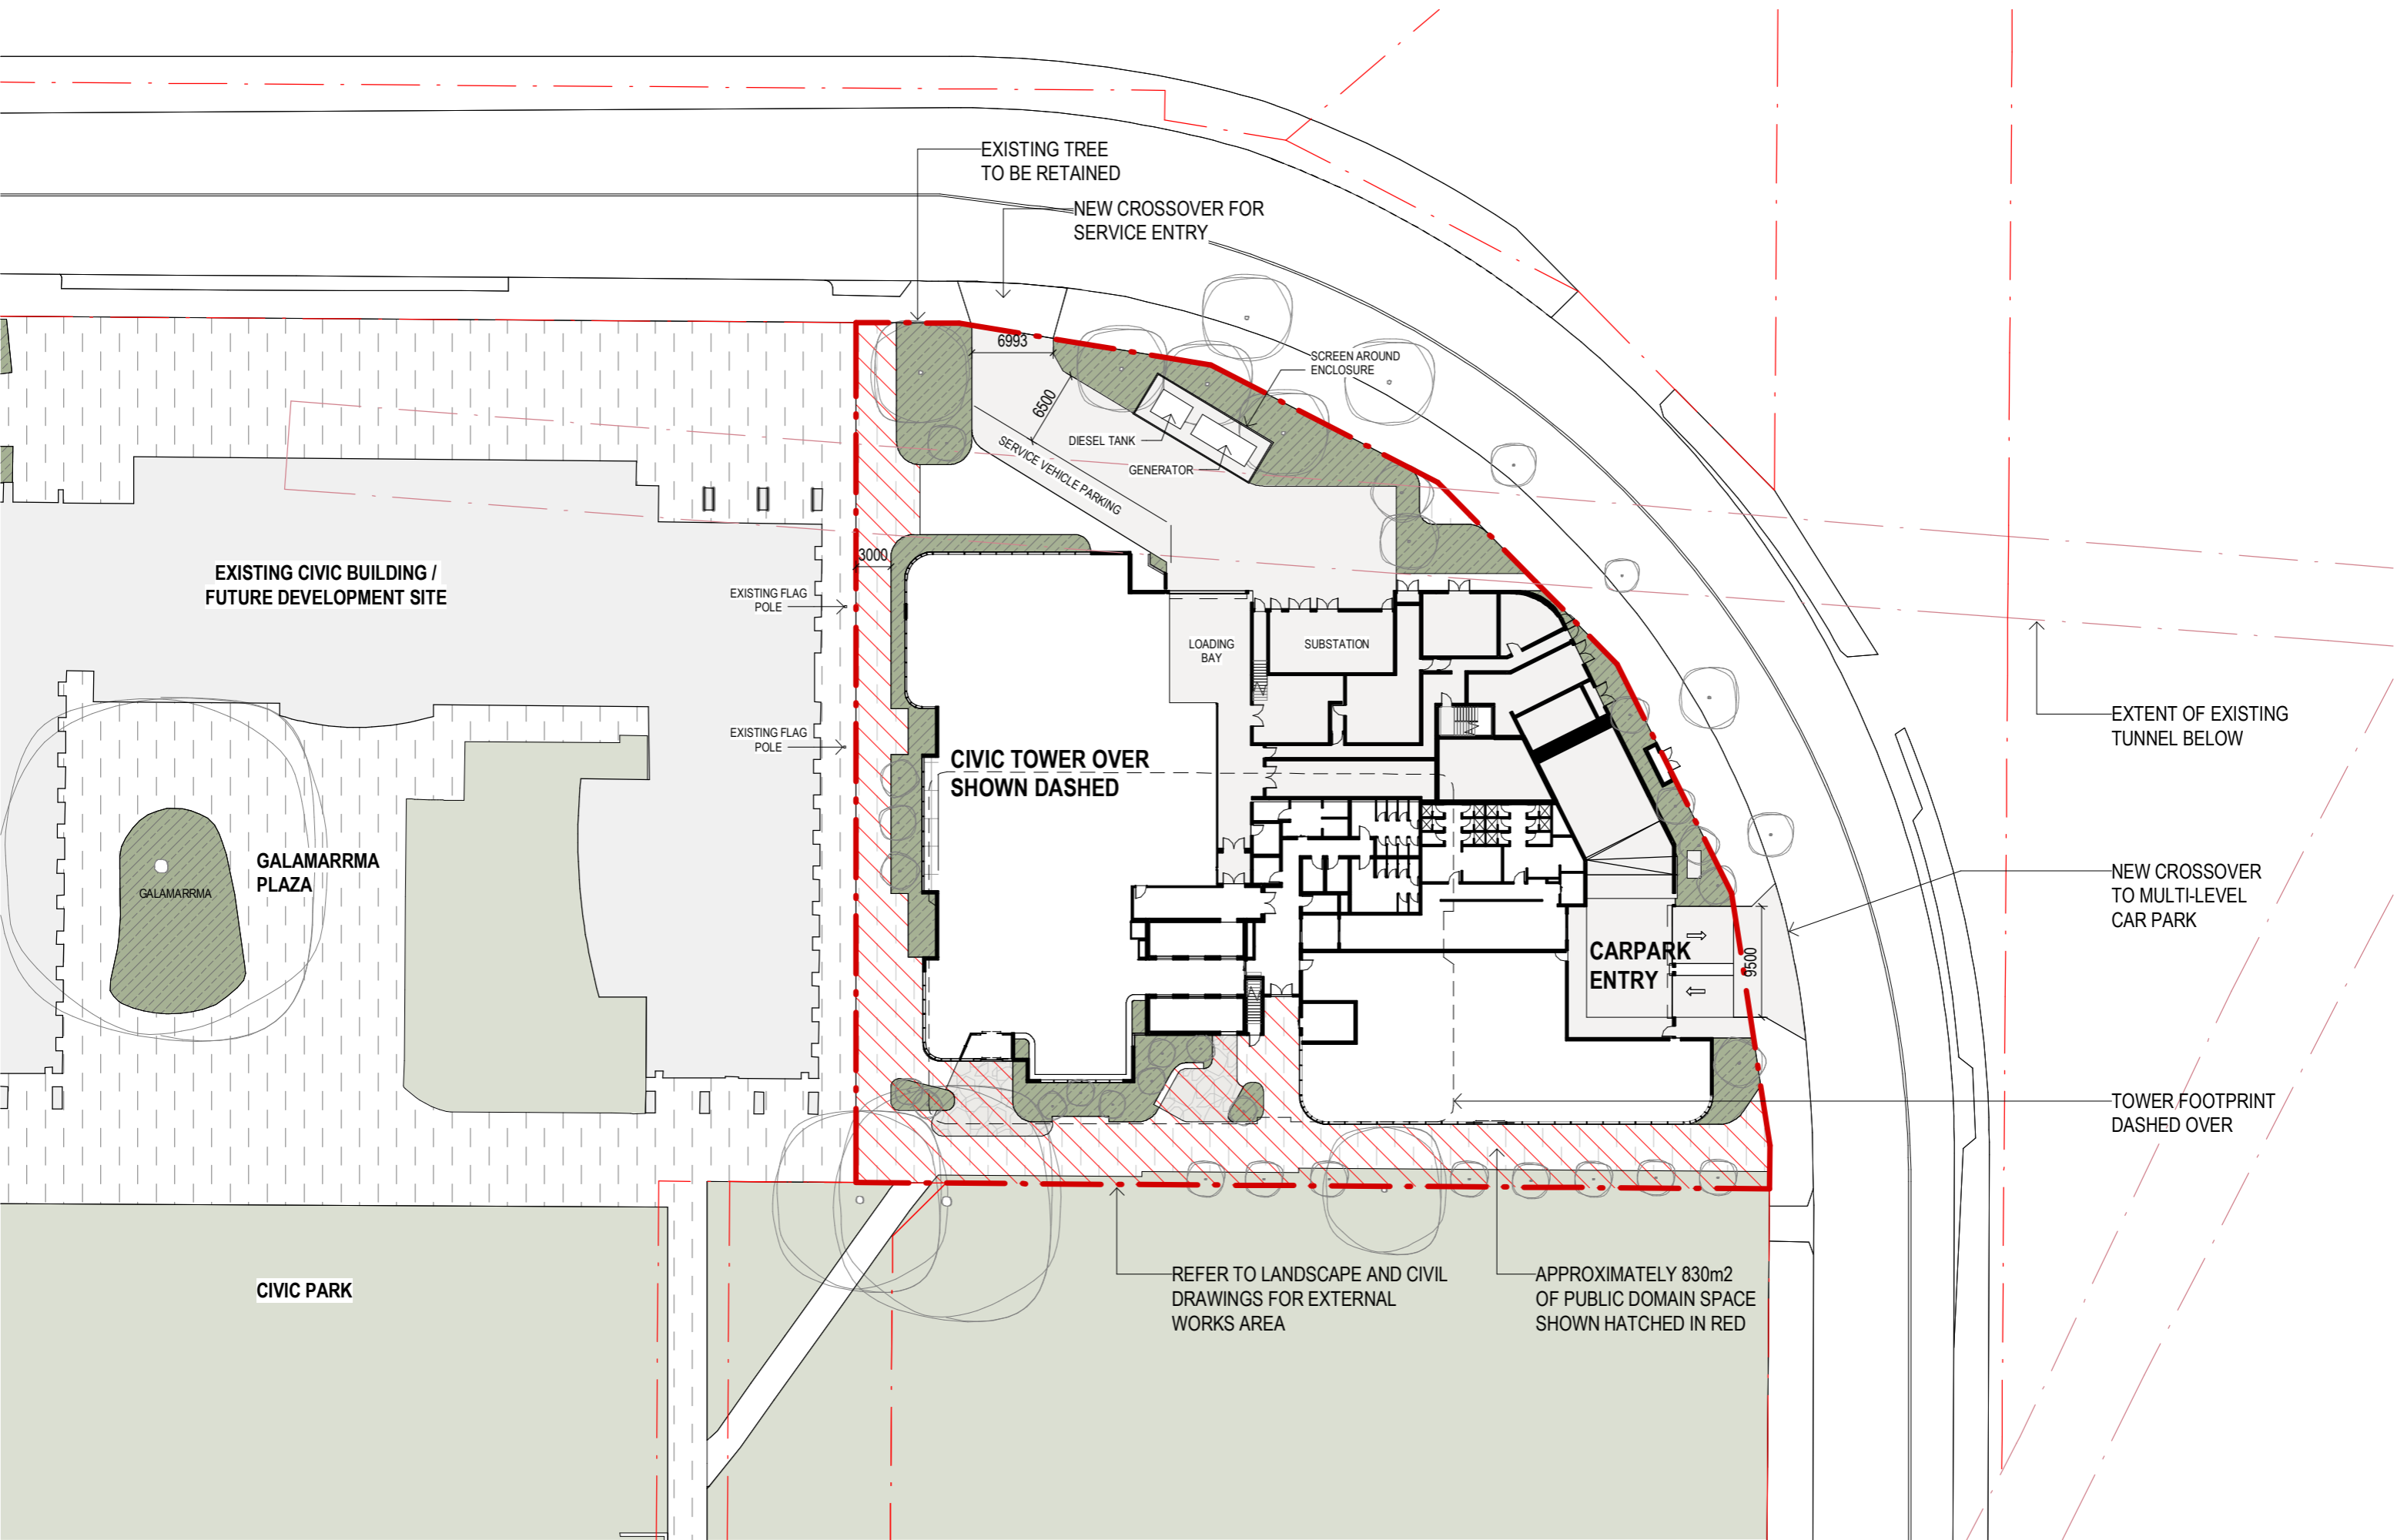 EXISTING TREE
TO BE RETAINED
NEW CROSSOVER FOR
SERVICE ENTRY
6993
SCREEN AROUND
ENCLOSURE
6500
DIESEL TANK
GENERATOR
SERVICE VEHICLE PARKING
3000
EXISTING CIVIC BUILDING /
FUTURE DEVELOPMENT SITE
EXISTING FLAG
POLE
LOADING
BAY
SUBSTATION
EXISTING FLAG
POLE
EXTENT OF EXISTING
TUNNEL BELOW
CIVIC TOWER OVER
SHOWN DASHED
GALAMARRMA
PLAZA
GALAMARRMA
NEW CROSSOVER
TO MULTI-LEVEL
CAR PARK
CARPARK
ENTRY
9500
TOWER FOOTPRINT
DASHED OVER
CIVIC PARK
REFER TO LANDSCAPE AND CIVIL
DRAWINGS FOR EXTERNAL
WORKS AREA
APPROXIMATELY 830m2
OF PUBLIC DOMAIN SPACE
SHOWN HATCHED IN RED